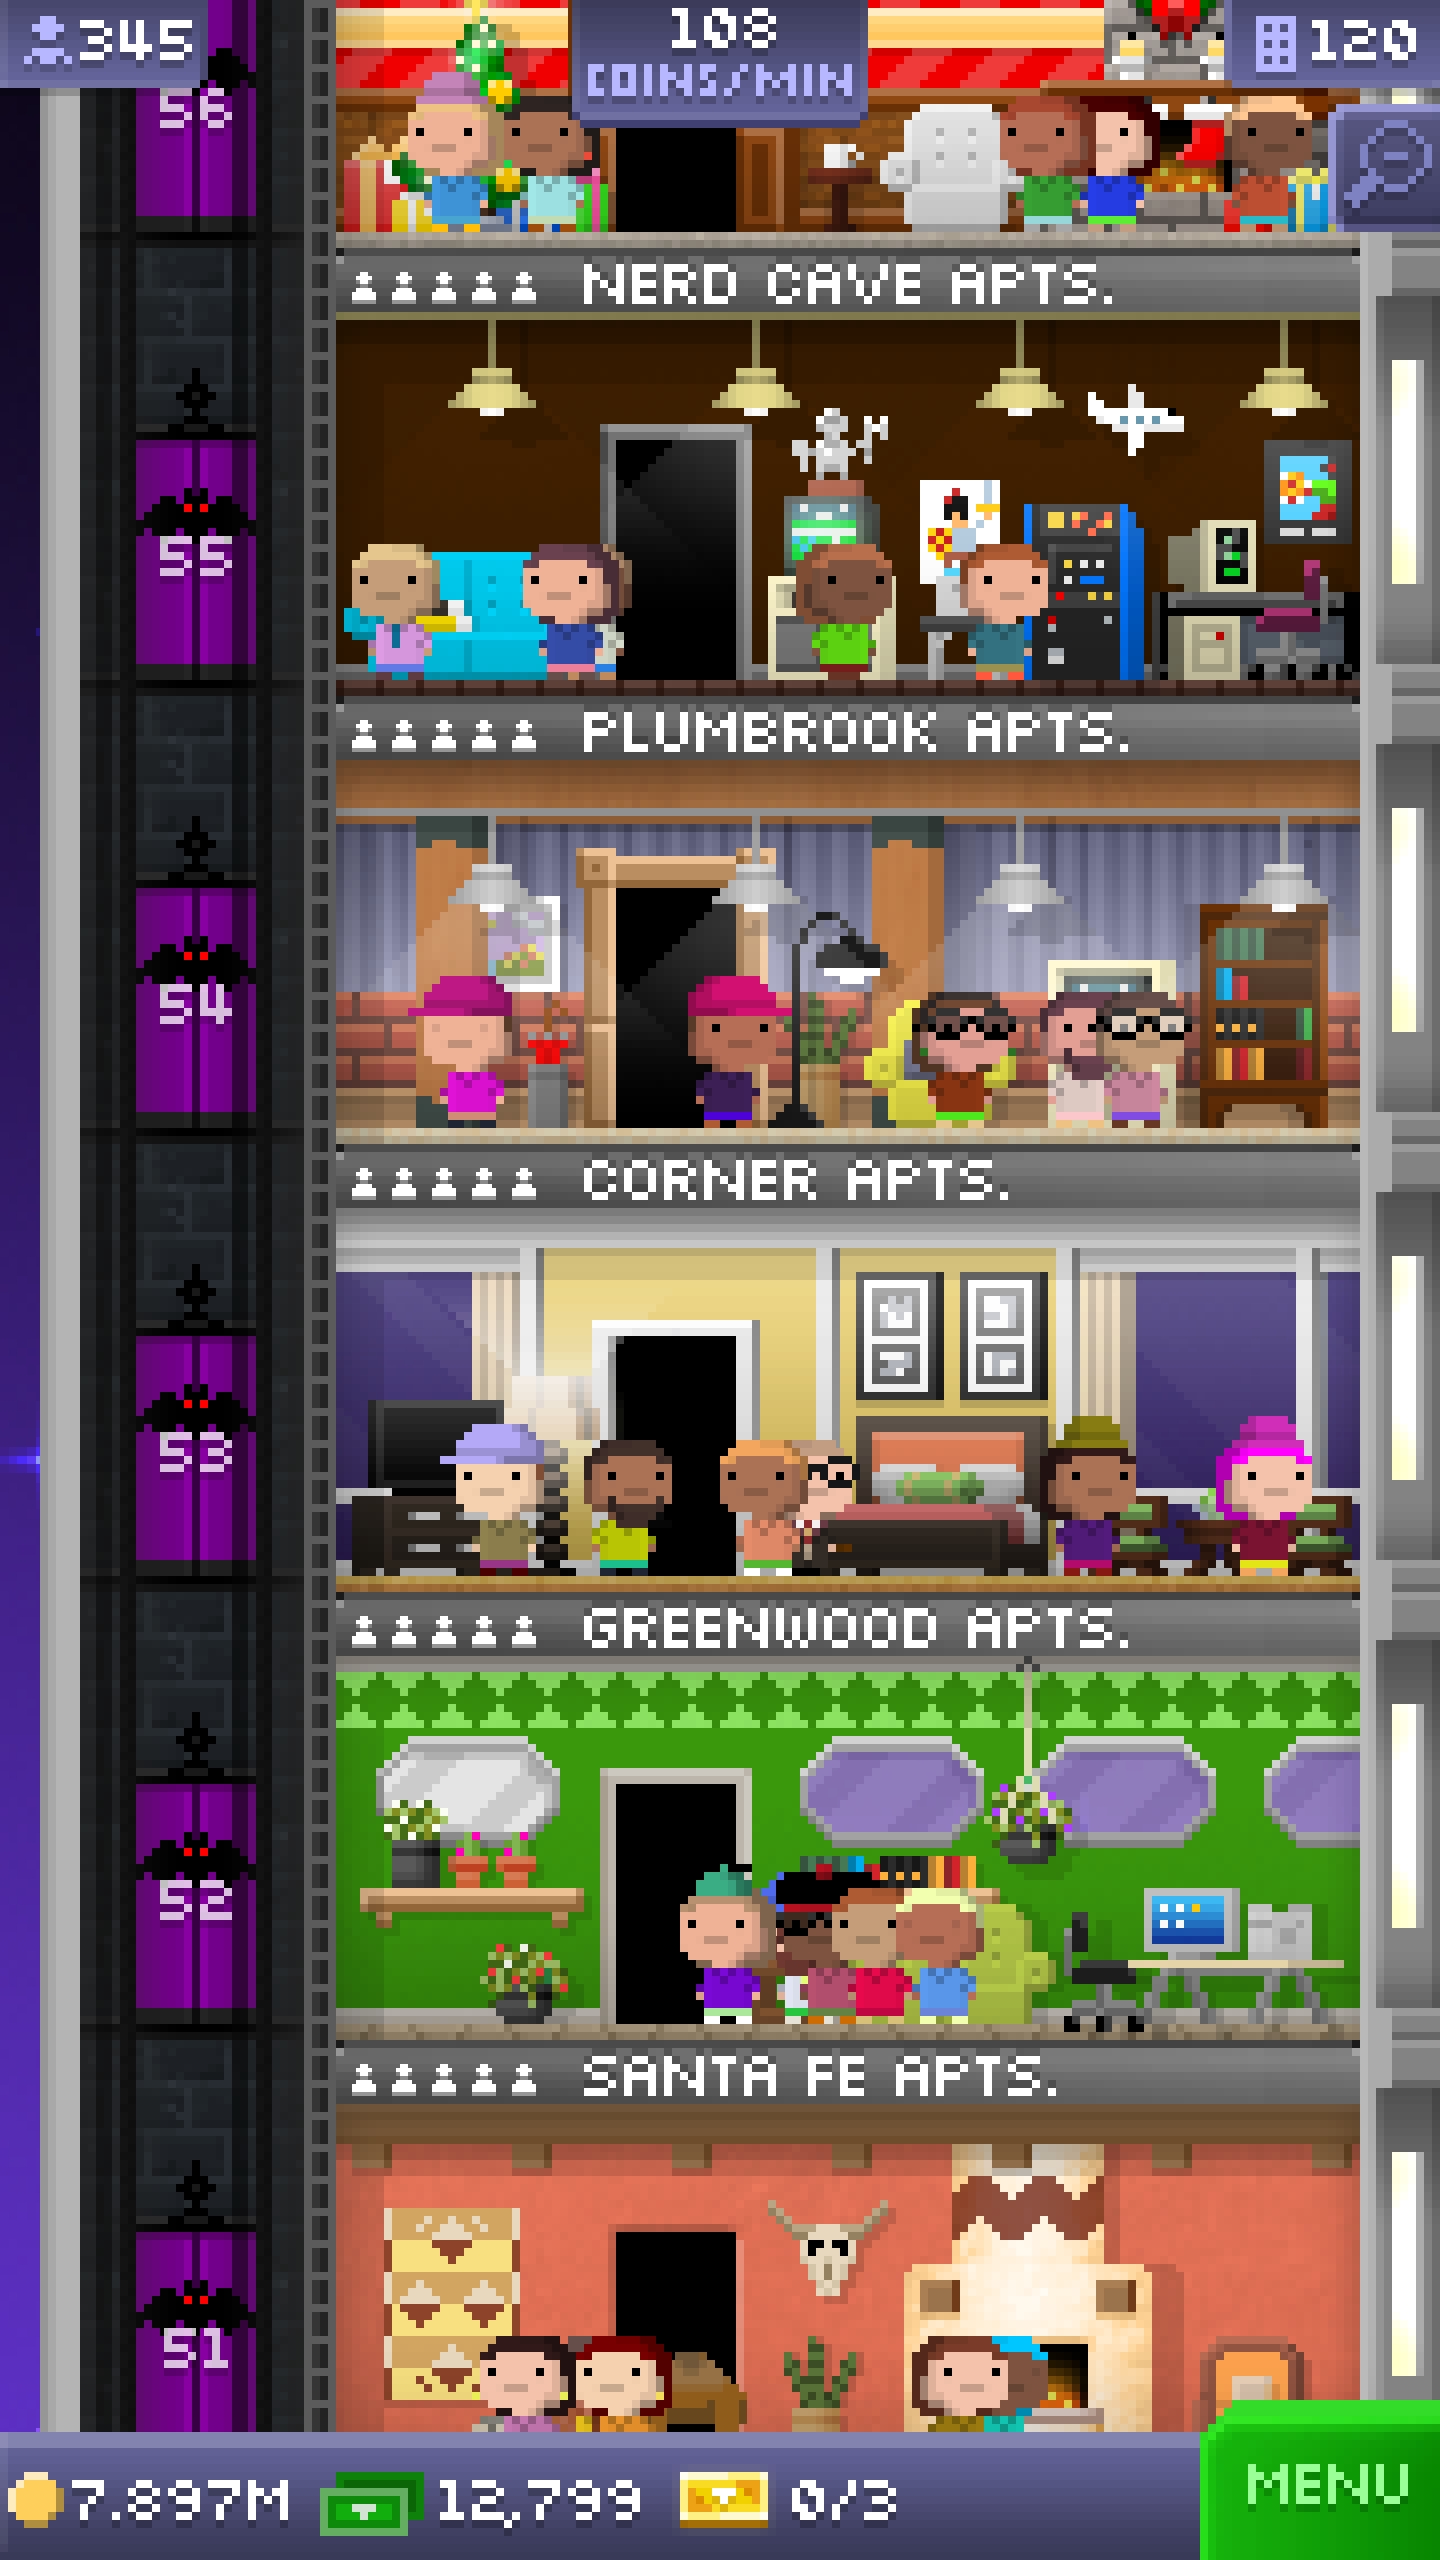 345
108
COINS/MIN
120
56
NERD CAVE APTS.
55
PLUMBROOK APTS.
54
CORNER APTS.
53
GREENWOOD APTS.
52
SANTA FE APTS.
51
7.897M 12,799 0/3
MENU